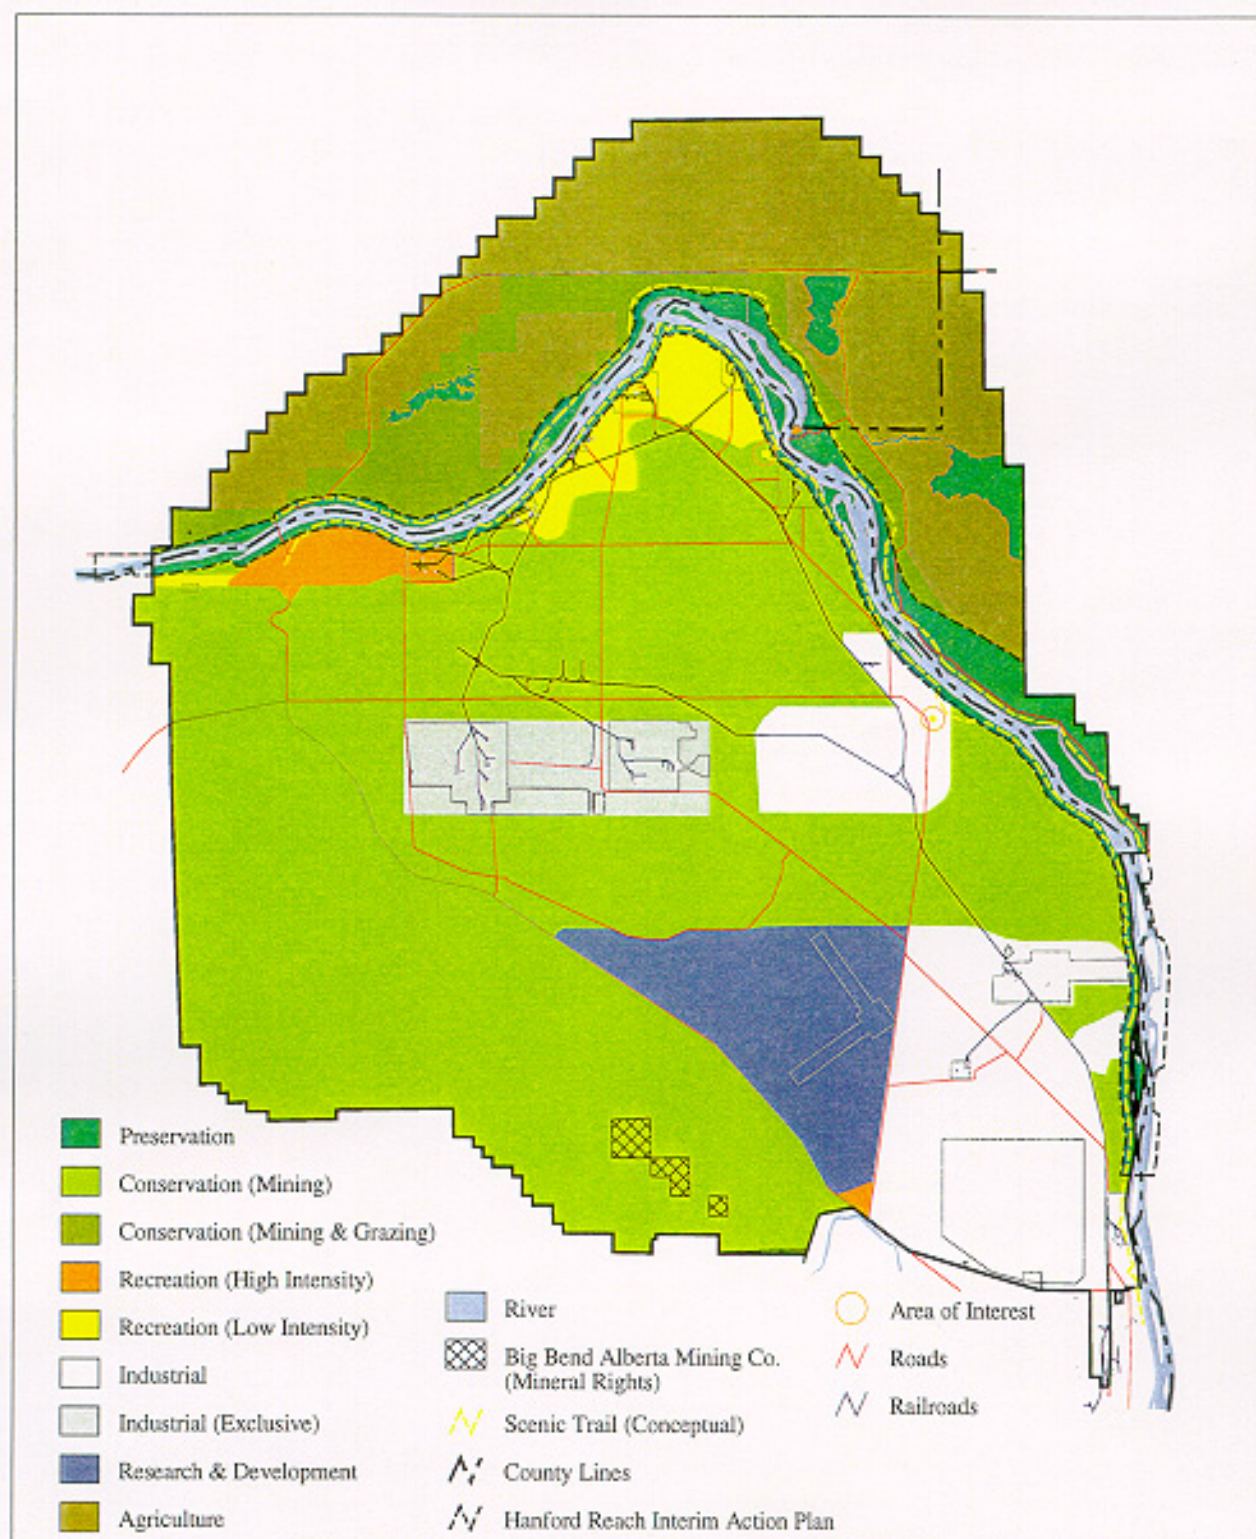 Preservation
Conservation (Mining)
Conservation (Mining & Grazing)
Recreation (High Intensity)
Recreation (Low Intensity)
Industrial
Industrial (Exclusive)
Research & Development
Agriculture
River
Big Bend Alberta Mining Co.
(Mineral Rights)
Scenic Trail (Conceptual)
County Lines
Hanford Reach Interim Action Plan
Area of Interest
Roads
Railroads